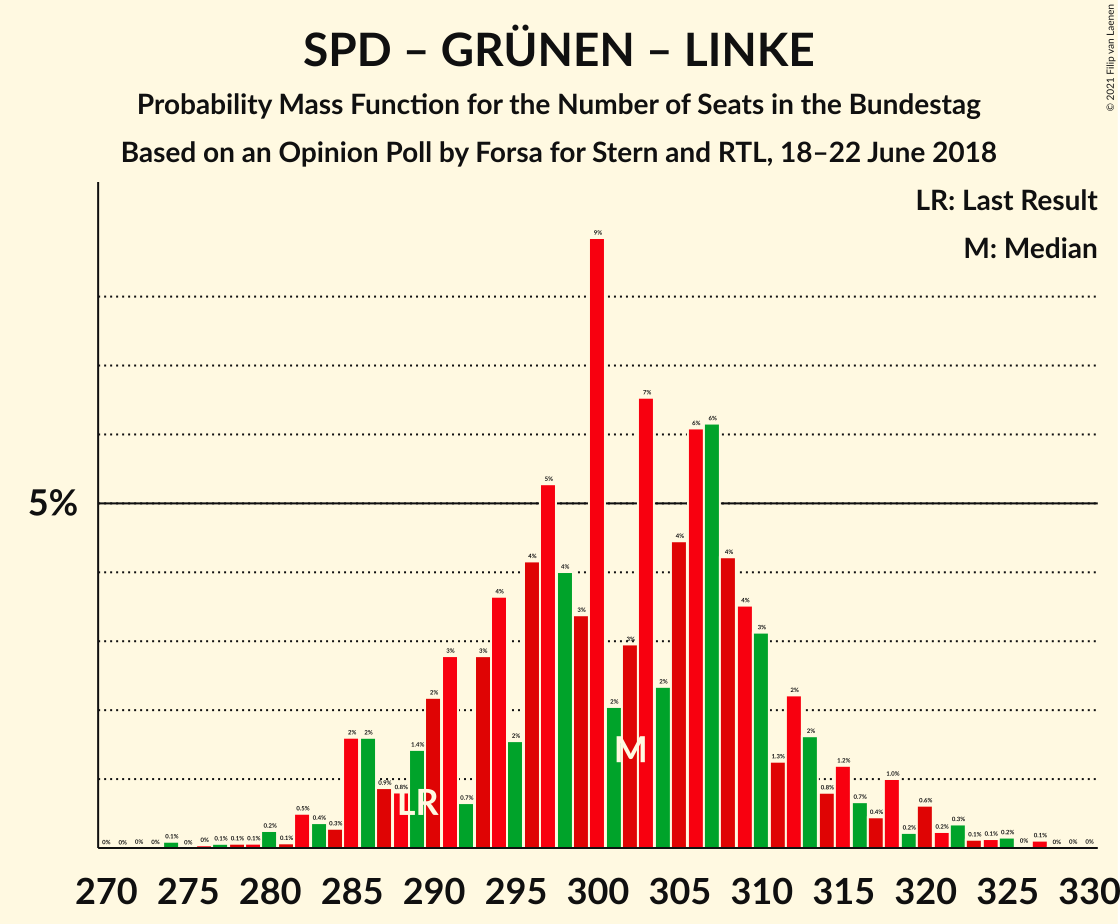 SPD – GRÜNEN – LINKE
Probability Mass Function for the Number of Seats in the Bundestag
Based on an Opinion Poll by Forsa for Stern and RTL, 18–22 June 2018
© 2021 Filip van Laenen
LR: Last Result
M: Median
5%
0% 0% 0% 0% 0.1% 0% 0% 0.1% 0.1% 0.1% 0.2% 0.1% 0.5% 0.4% 0.3% 2% 2% 0.9% 0.8% 1.4% 2% 3% 0.7% 3% 4% 2% 4% 5% 4% 3% 9% 2% 3% 7% 2% 4% 6% 6% 4% 4% 3% 1.3% 2% 2% 0.8% 1.2% 0.7% 0.4% 1.0% 0.2% 0.6% 0.2% 0.3% 0.1% 0.1% 0.2% 0% 0.1% 0% 0% 0%
LR
M
270 275 280 285 290 295 300 305 310 315 320 325 330